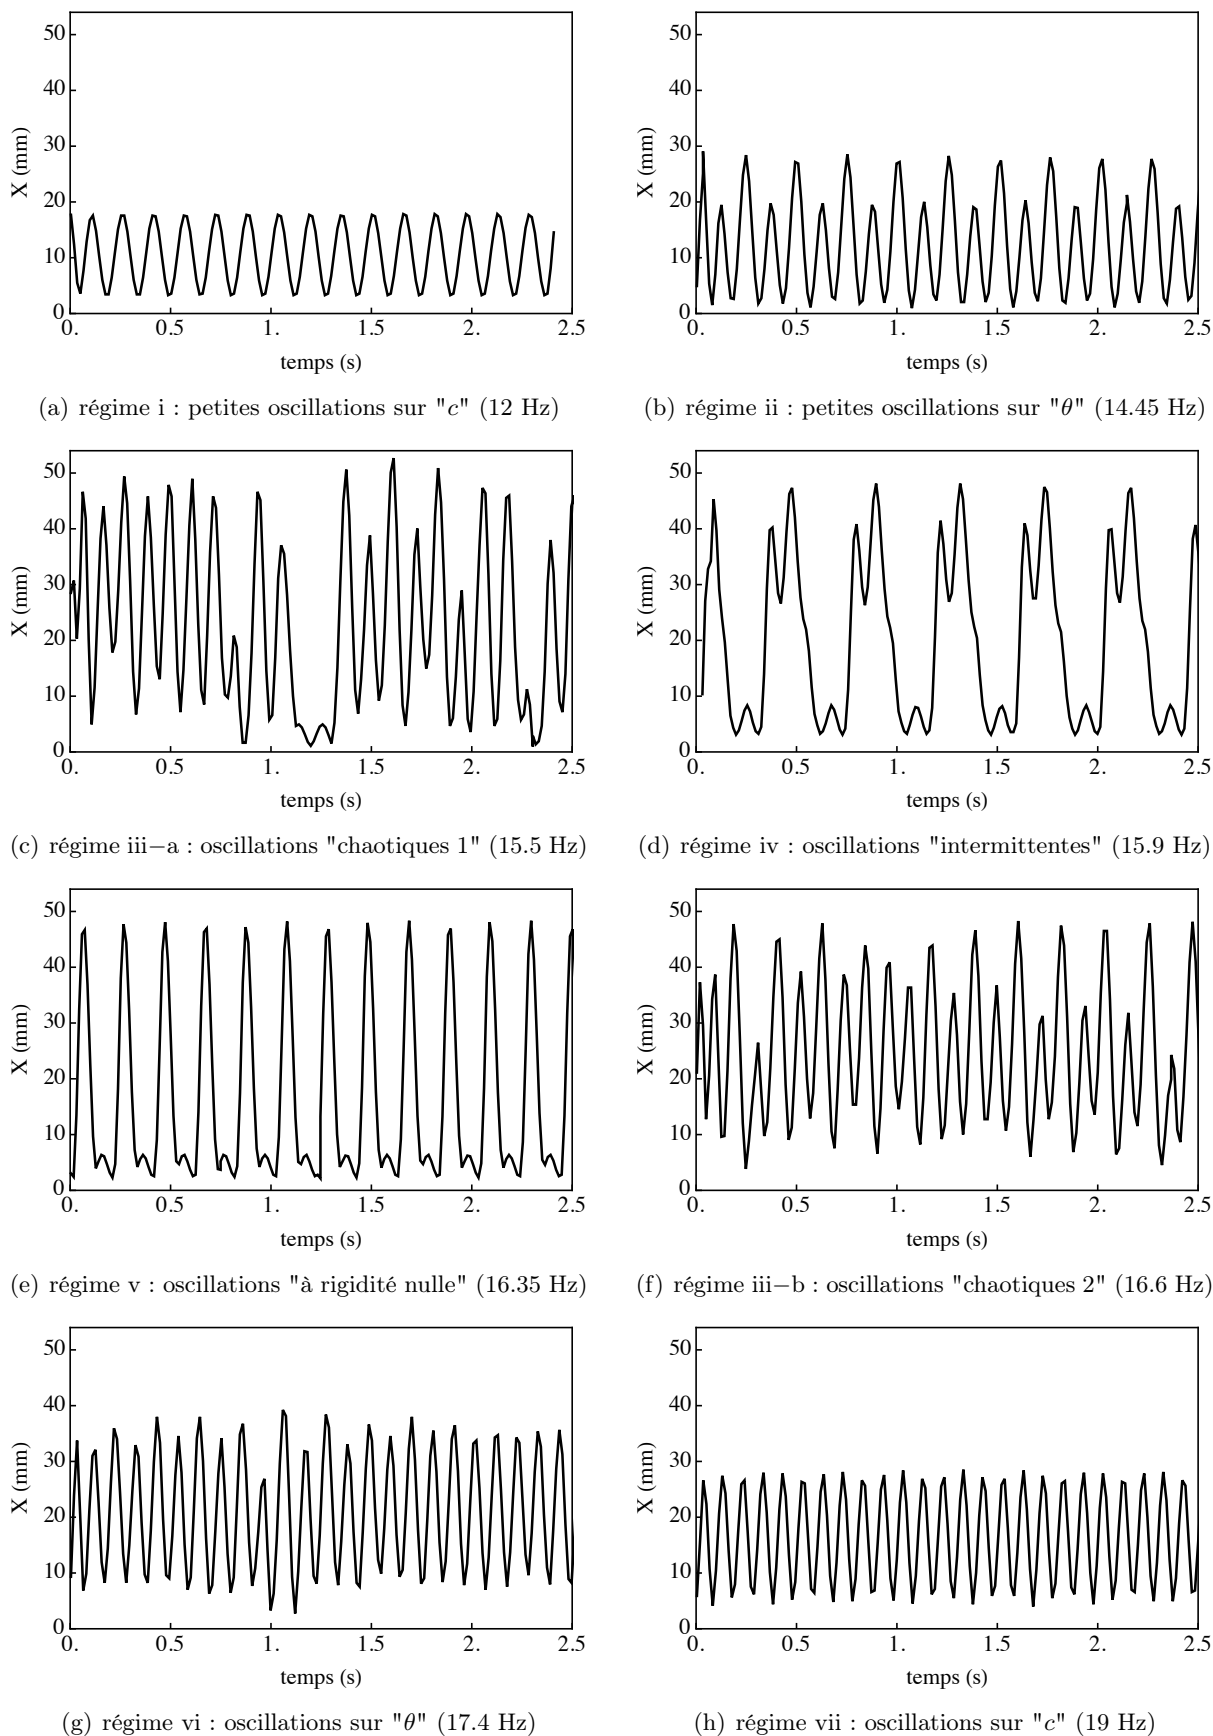 50
40
30
20
10
0
X (mm)
0. 0.5 1. 1.5 2. 2.5
temps (s)
(a) régime i : petites oscillations sur "c" (12 Hz)
50
40
30
20
10
0
X (mm)
0. 0.5 1. 1.5 2. 2.5
temps (s)
(b) régime ii : petites oscillations sur "θ" (14.45 Hz)
50
40
30
20
10
0
X (mm)
0. 0.5 1. 1.5 2. 2.5
temps (s)
(c) régime iii−a : oscillations "chaotiques 1" (15.5 Hz)
50
40
30
20
10
0
X (mm)
0. 0.5 1. 1.5 2. 2.5
temps (s)
(d) régime iv : oscillations "intermittentes" (15.9 Hz)
50
40
30
20
10
0
X (mm)
0. 0.5 1. 1.5 2. 2.5
temps (s)
(e) régime v : oscillations "à rigidité nulle" (16.35 Hz)
50
40
30
20
10
0
X (mm)
0. 0.5 1. 1.5 2. 2.5
temps (s)
(f) régime iii−b : oscillations "chaotiques 2" (16.6 Hz)
50
40
30
20
10
0
X (mm)
0. 0.5 1. 1.5 2. 2.5
temps (s)
(g) régime vi : oscillations sur "θ" (17.4 Hz)
50
40
30
20
10
0
X (mm)
0. 0.5 1. 1.5 2. 2.5
temps (s)
(h) régime vii : oscillations sur "c" (19 Hz)